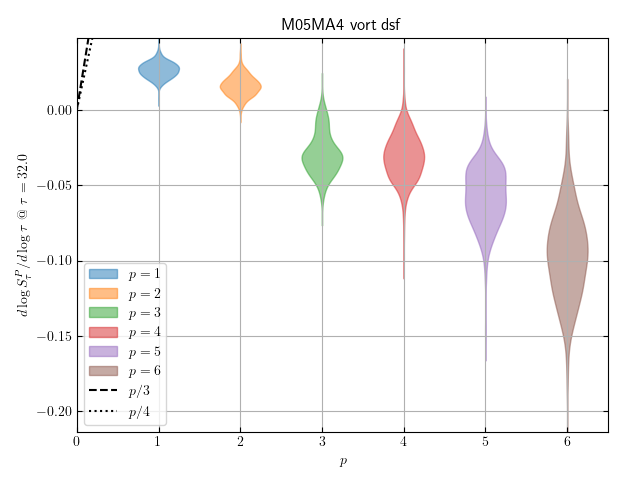 M05MA4 vort dsf
d log S_τ^P / d log τ @ τ = 32.0
0.00
−0.05
−0.10
−0.15
−0.20
p = 1
p = 2
p = 3
p = 4
p = 5
p = 6
p/3
p/4
0 1 2 3 4 5 6
p